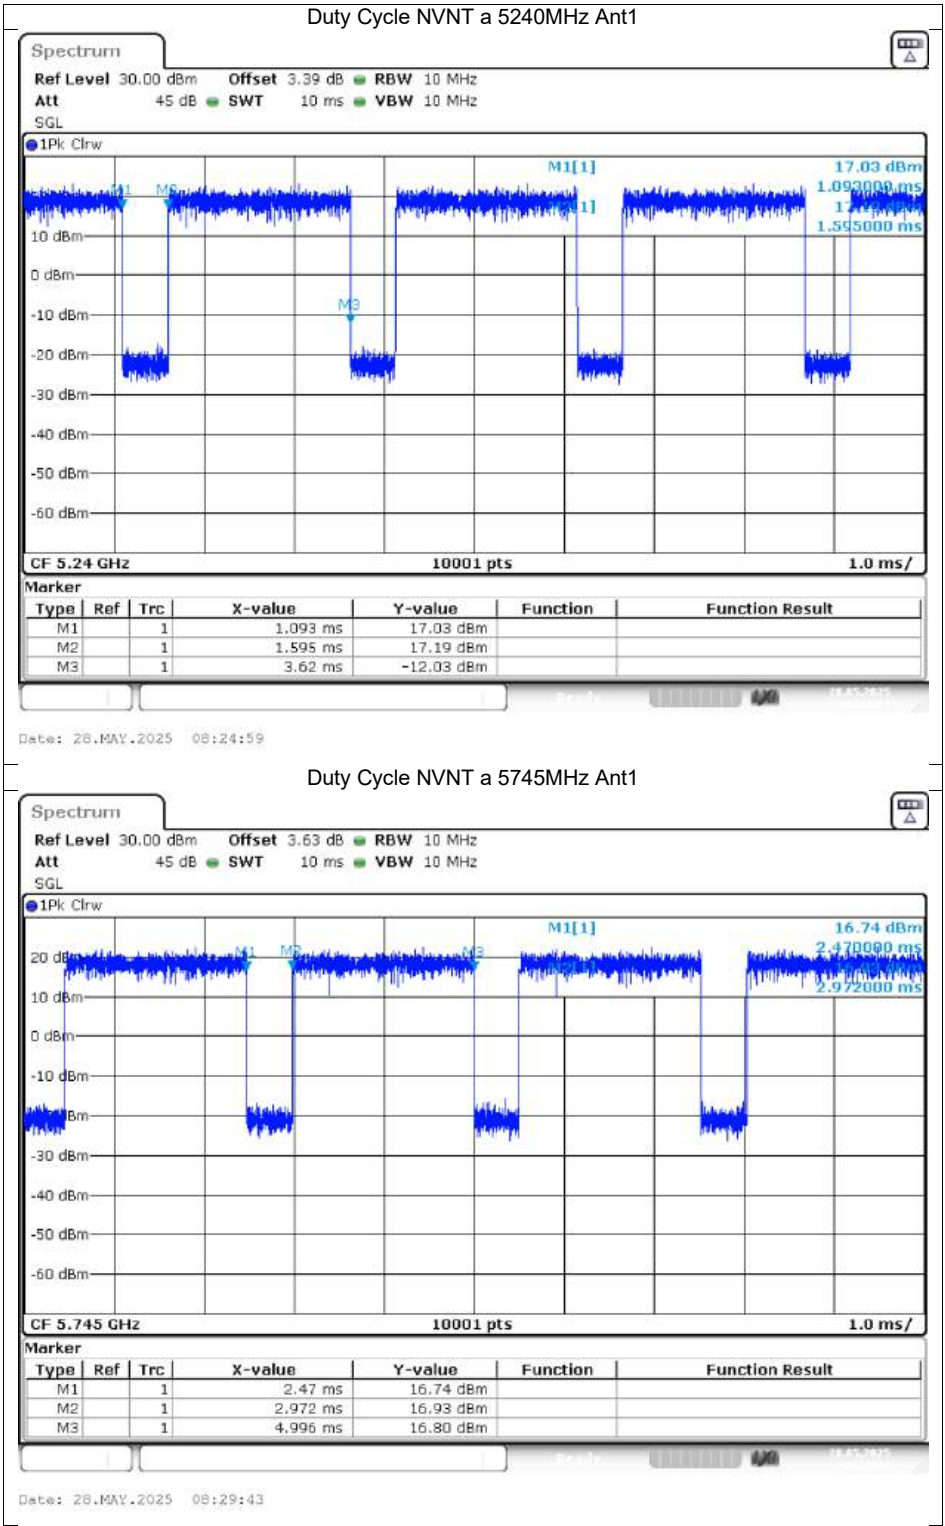 Duty Cycle NVNT a 5240MHz Ant1
Spectrum
Ref Level 30.00 dBm Offset 3.39 dB RBW 10 MHz
Att 45 dB SWT 10 ms VBW 10 MHz
SGL
1Pk Clrw
M1[1] 17.03 dBm
1.093000 ms
1.595000 ms
M1 M2
10 dBm
0 dBm
M3
-10 dBm
-20 dBm
-30 dBm
-40 dBm
-50 dBm
-60 dBm
CF 5.24 GHz 10001 pts 1.0 ms/
Marker
Type Ref Trc X-value Y-value Function Function Result
M1 1 1.093 ms 17.03 dBm
M2 1 1.595 ms 17.19 dBm
M3 1 3.62 ms -12.03 dBm
28.05.2025
Date: 28.MAY.2025 08:24:59
Duty Cycle NVNT a 5745MHz Ant1
Spectrum
Ref Level 30.00 dBm Offset 3.63 dB RBW 10 MHz
Att 45 dB SWT 10 ms VBW 10 MHz
SGL
1Pk Clrw
M1[1] 16.74 dBm
2.470000 ms
2.972000 ms
20 dBm M1 M2 M3
10 dBm
0 dBm
-10 dBm
-30 dBm
-40 dBm
-50 dBm
-60 dBm
CF 5.745 GHz 10001 pts 1.0 ms/
Marker
Type Ref Trc X-value Y-value Function Function Result
M1 1 2.47 ms 16.74 dBm
M2 1 2.972 ms 16.93 dBm
M3 1 4.996 ms 16.80 dBm
28.05.2025
Date: 28.MAY.2025 08:29:43